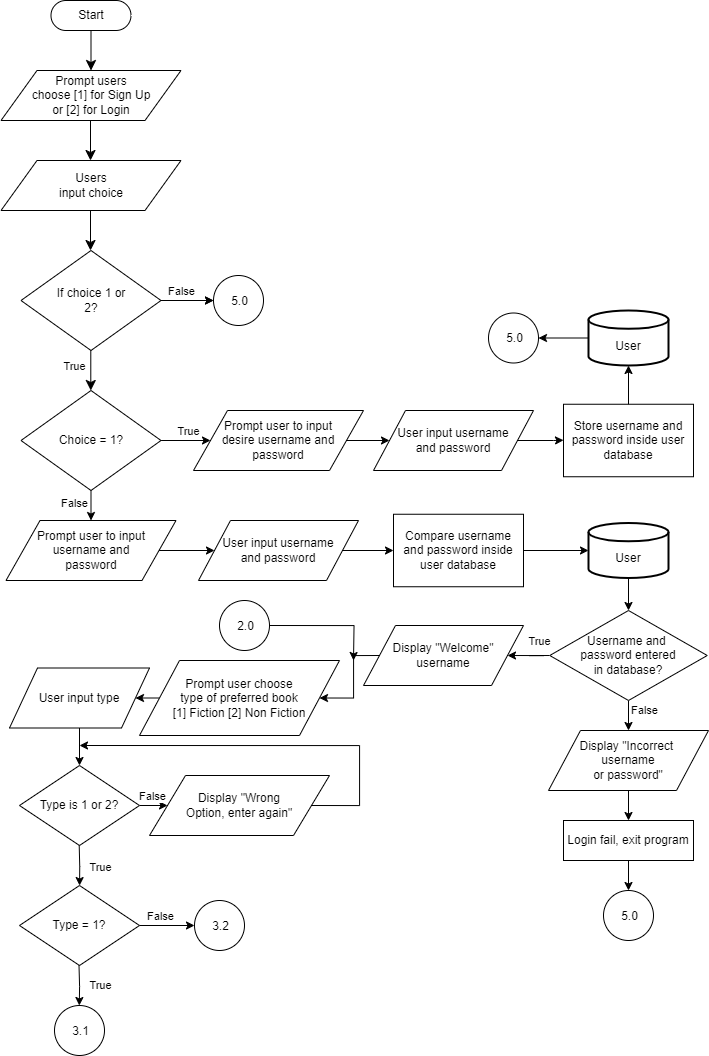 Start
Prompt users
choose [1] for Sign Up
or [2] for Login
Users
input choice
If choice 1 or
2?
False
5.0
True
Choice = 1?
True
Prompt user to input
desire username and
password
User input username
and password
Store username and
password inside user
database
User
5.0
False
Prompt user to input
username and
password
User input username
and password
Compare username
and password inside
user database
User
Username and
password entered
in database?
True
Display "Welcome"
username
2.0
False
Display "Incorrect
username
or password"
Login fail, exit program
5.0
Prompt user choose
type of preferred book
[1] Fiction [2] Non Fiction
User input type
Type is 1 or 2?
False
Display "Wrong
Option, enter again"
True
Type = 1?
False
3.2
True
3.1